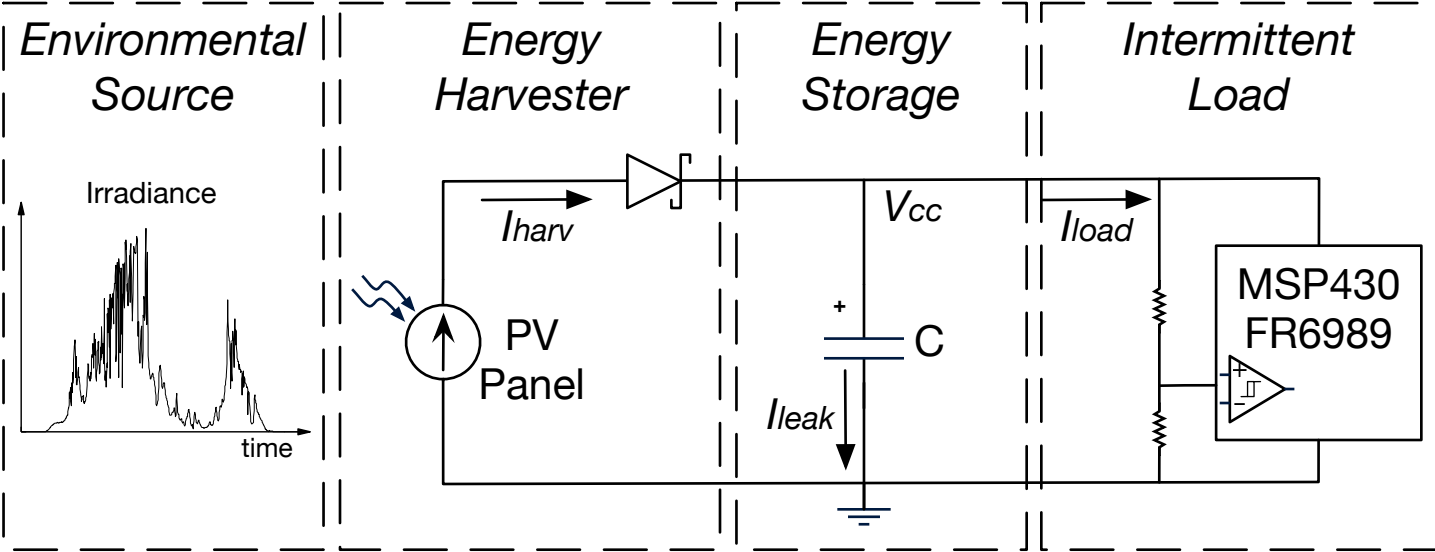 Environmental
Source
Energy
Harvester
Energy
Storage
Intermittent
Load
Irradiance
time
Iharv
PV
Panel
Vcc
+
C
Ileak
Iload
MSP430
FR6989
+
-